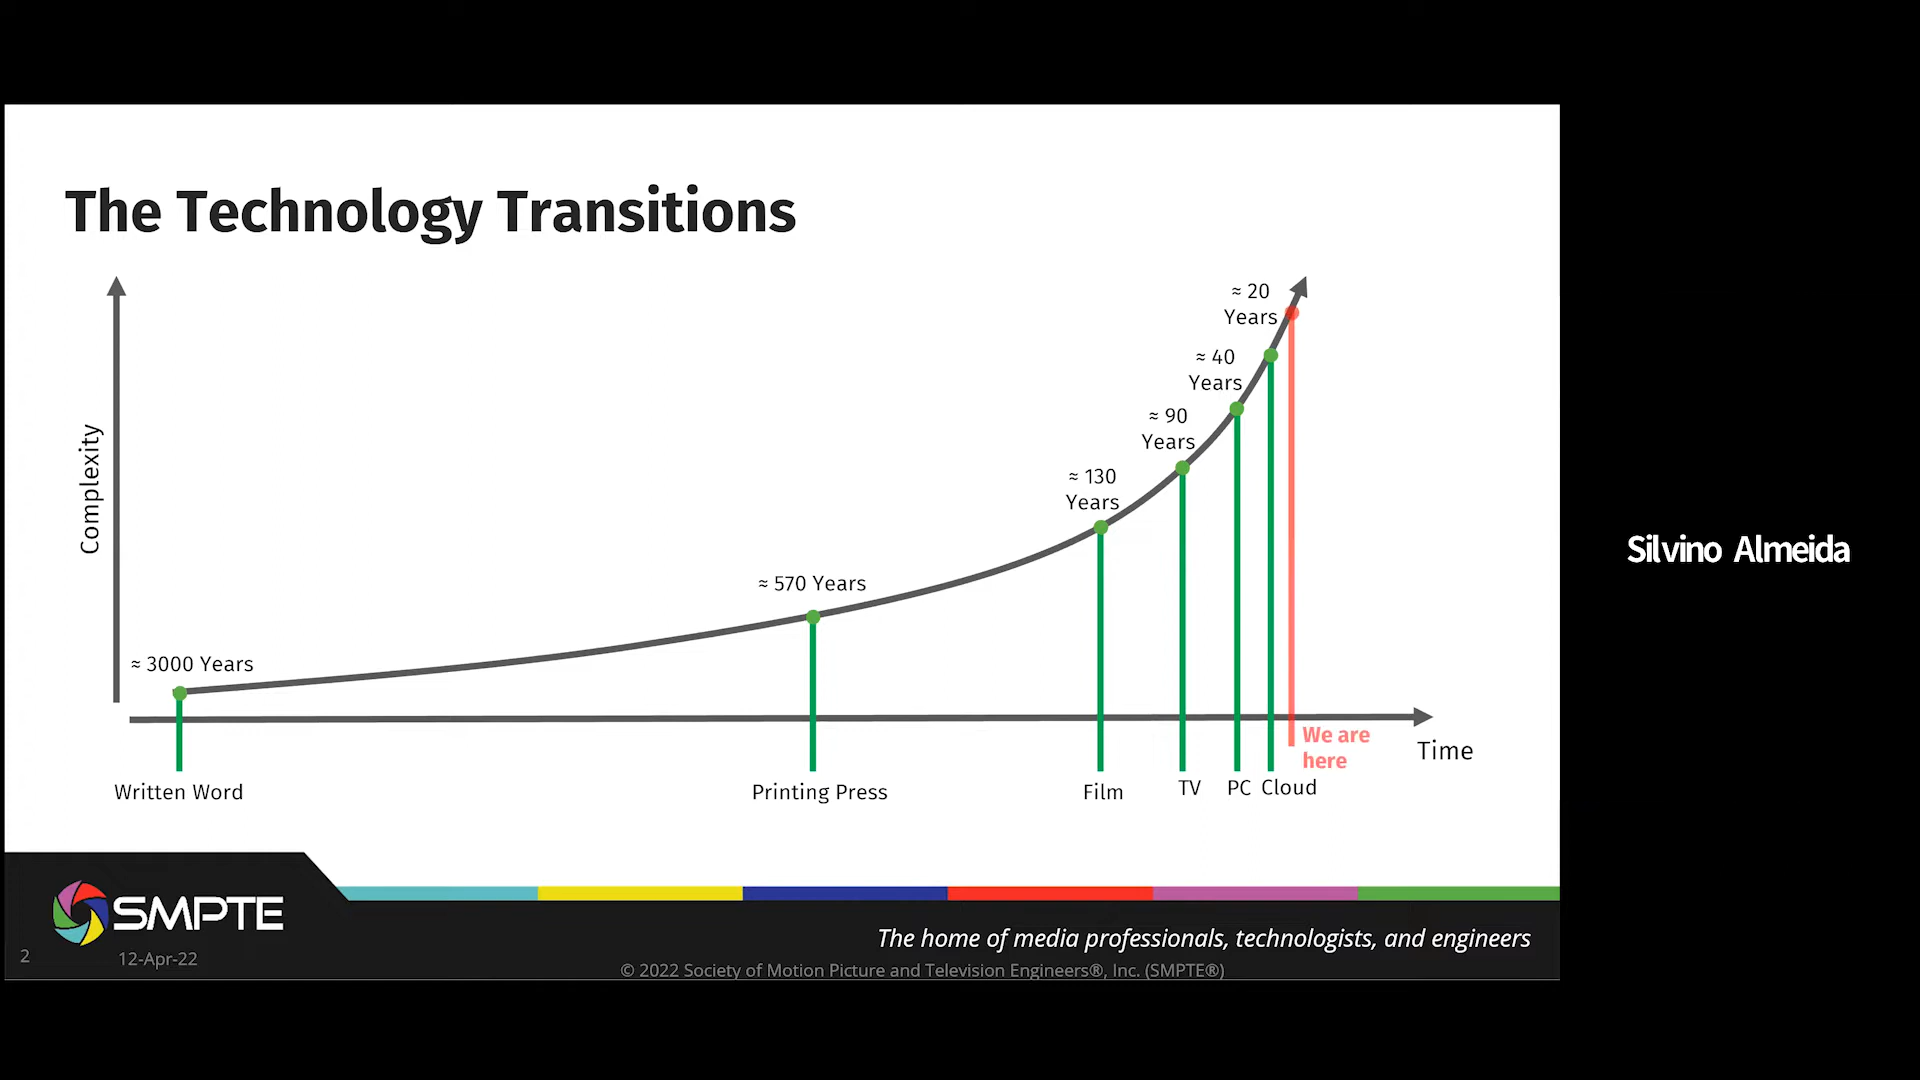 The Technology Transitions
≈ 20
Years
≈ 40
Years
≈ 90
Years
≈ 130
Years
≈ 570 Years
≈ 3000 Years
Complexity
Silvino Almeida
We are
here
Time
Written Word
Printing Press
Film
TV
PC
Cloud
SMPTE
The home of media professionals, technologists, and engineers
2
12-Apr-22
© 2022 Society of Motion Picture and Television Engineers®, Inc. (SMPTE®)